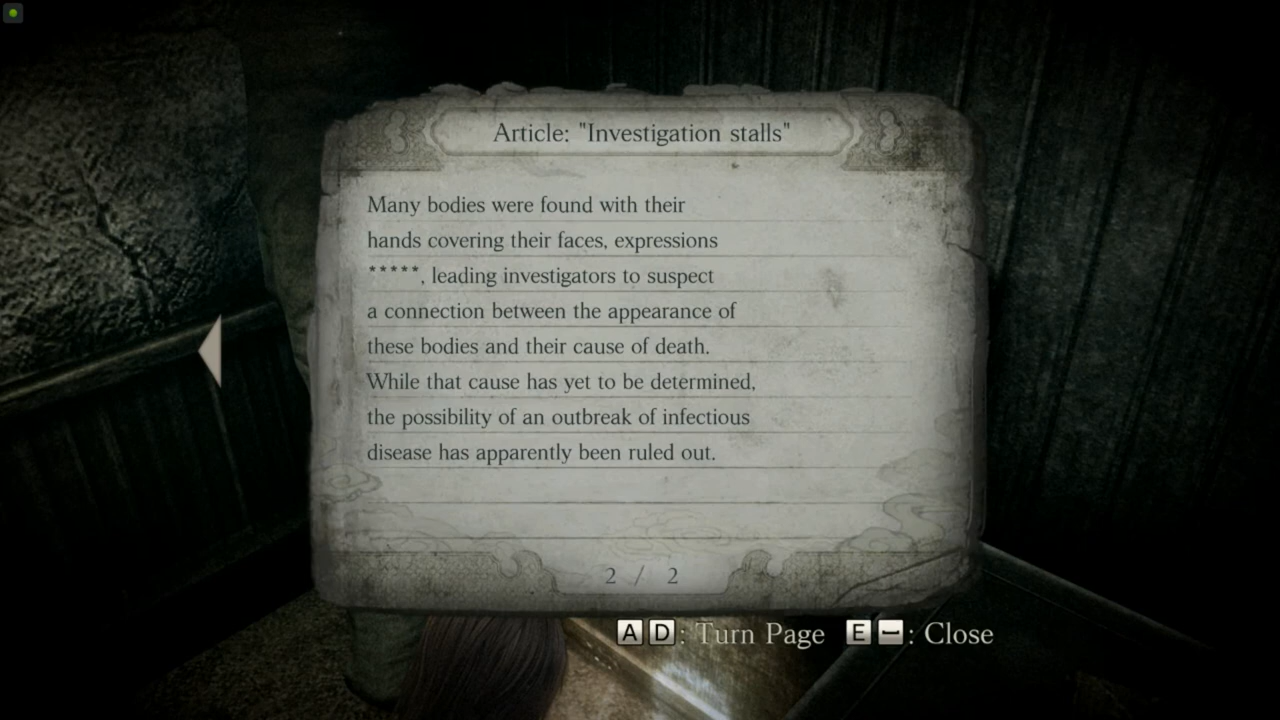 Article: "Investigation stalls"
Many bodies were found with their
hands covering their faces, expressions
*****, leading investigators to suspect
a connection between the appearance of
these bodies and their cause of death.
While that cause has yet to be determined,
the possibility of an outbreak of infectious
disease has apparently been ruled out.
2 / 2
A D : Turn Page E : Close